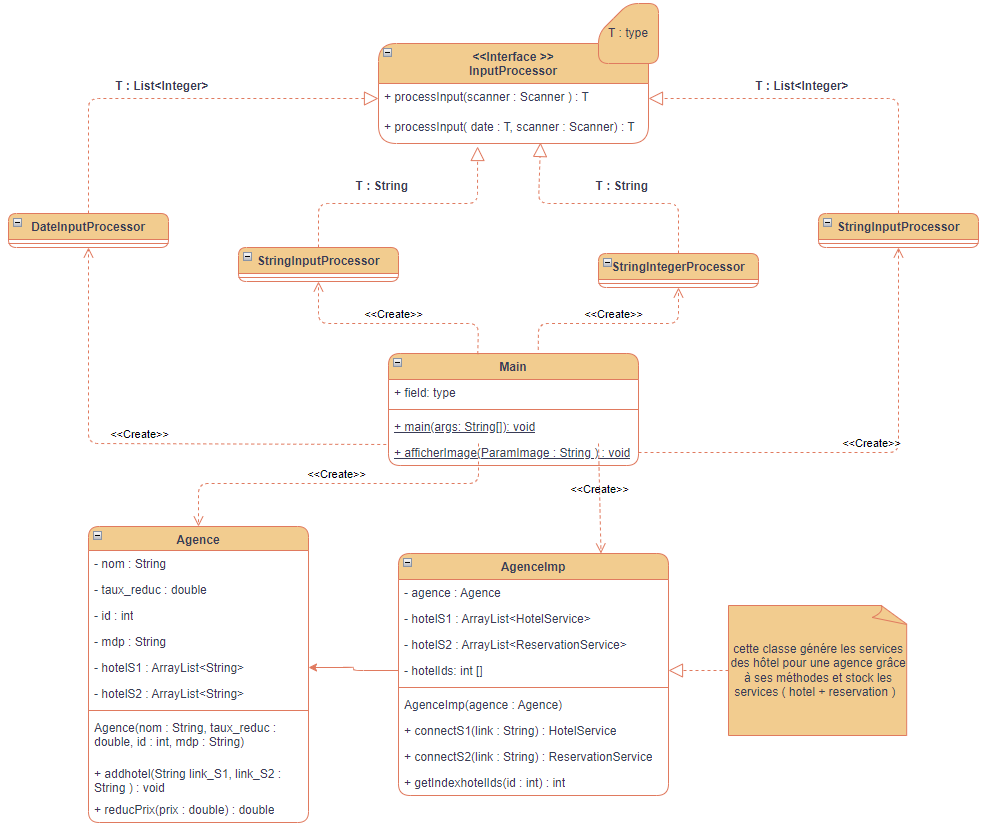 T : type
<<Interface >>
InputProcessor
+ processInput(scanner : Scanner ) : T
+ processInput( date : T, scanner : Scanner) : T
T : List<Integer>
T : List<Integer>
T : String
T : String
DateInputProcessor
StringInputProcessor
StringIntegerProcessor
StringInputProcessor
<<Create>>
<<Create>>
Main
+ field: type
+ main(args: String[]): void
+ afficherImage(ParamImage : String ) : void
<<Create>>
<<Create>>
<<Create>>
<<Create>>
Agence
- nom : String
- taux_reduc : double
- id : int
- mdp : String
- hotelS1 : ArrayList<String>
- hotelS2 : ArrayList<String>
Agence(nom : String, taux_reduc :
double, id : int, mdp : String)
+ addhotel(String link_S1, link_S2 :
String ) : void
+ reducPrix(prix : double) : double
AgenceImp
- agence : Agence
- hotelS1 : ArrayList<HotelService>
- hotelS2 : ArrayList<ReservationService>
- hotelIds: int []
AgenceImp(agence : Agence)
+ connectS1(link : String) : HotelService
+ connectS2(link : String) : ReservationService
+ getIndexhotelIds(id : int) : int
cette classe génére les services
des hôtel pour une agence grâce
à ses méthodes et stock les
services ( hotel + reservation )